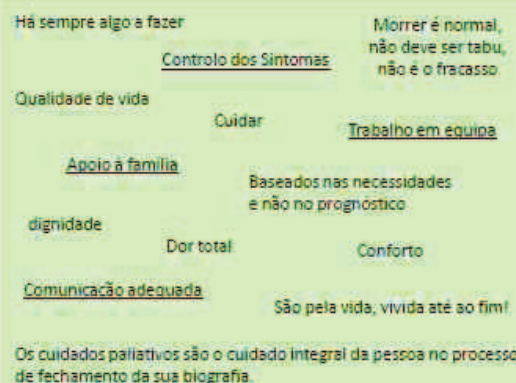 Há sempre algo a fazer
Morrer é normal,
não deve ser tabu,
não é o fracasso
Controlo dos Sintomas
Qualidade de vida
Cuidar
Trabalho em equipa
Apoio à família
Baseados nas necessidades
e não no prognóstico
dignidade
Dor total
Conforto
Comunicação adequada
São pela vida, vivida até ao fim!
Os cuidados paliativos são o cuidado integral da pessoa no processo
de fechamento da sua biografia.